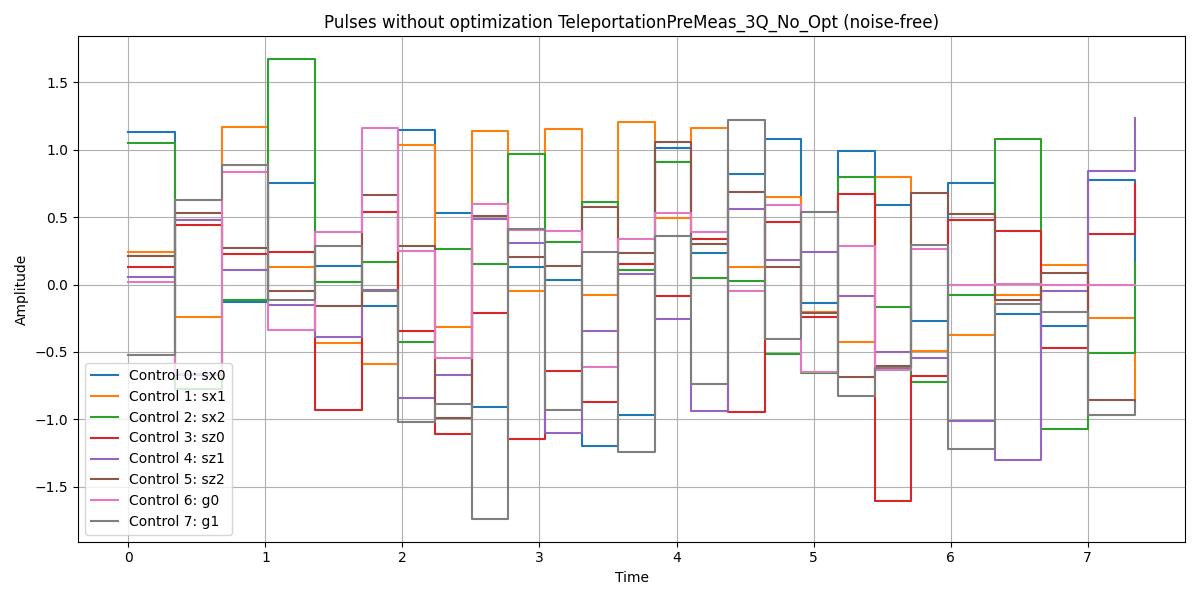 Pulses without optimization TeleportationPreMeas_3Q_No_Opt (noise-free)
Amplitude
1.5
1.0
0.5
0.0
−0.5
−1.0
−1.5
Control 0: sx0
Control 1: sx1
Control 2: sx2
Control 3: sz0
Control 4: sz1
Control 5: sz2
Control 6: g0
Control 7: g1
0 1 2 3 4 5 6 7
Time